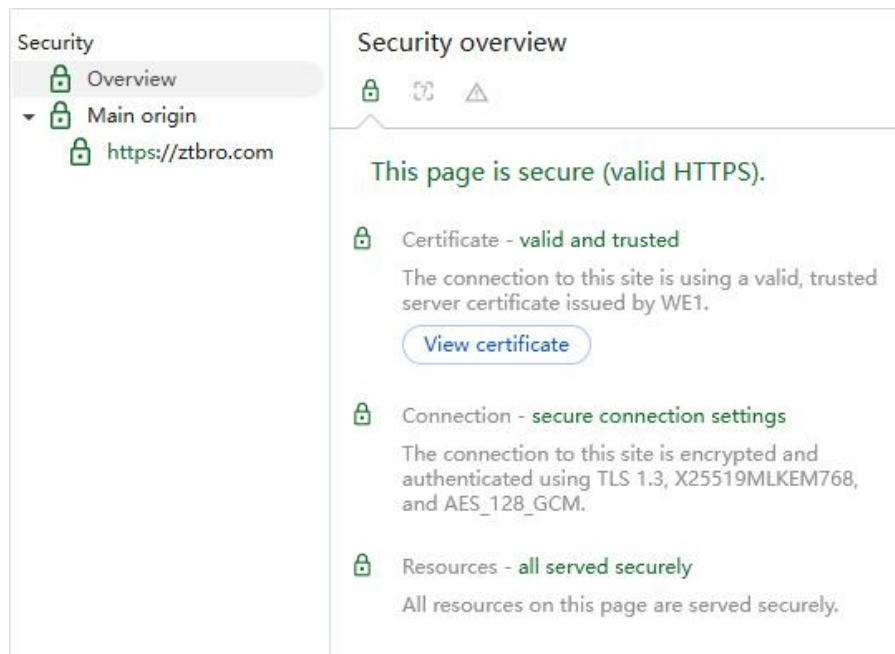 Security
Overview
Main origin
https://ztbro.com
Security overview
This page is secure (valid HTTPS).
Certificate - valid and trusted
The connection to this site is using a valid, trusted
server certificate issued by WE1.
View certificate
Connection - secure connection settings
The connection to this site is encrypted and
authenticated using TLS 1.3, X25519MLKEM768,
and AES_128_GCM.
Resources - all served securely
All resources on this page are served securely.